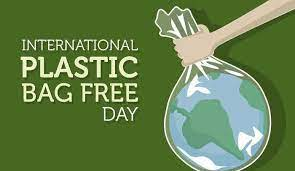 INTERNATIONAL
PLASTIC
BAG FREE
DAY